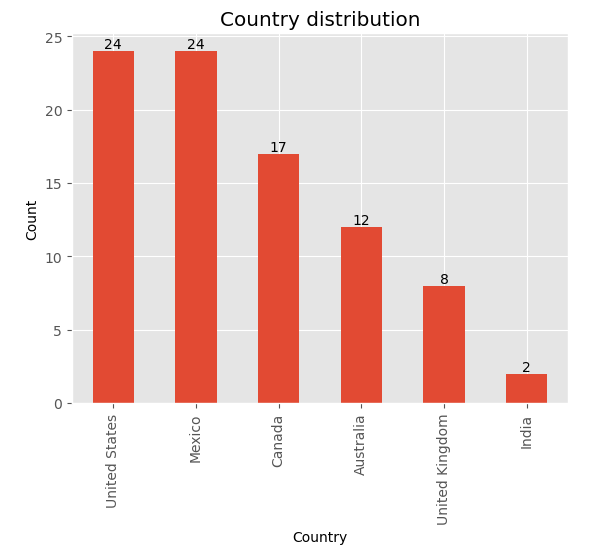 Country distribution
25
20
15
10
5
0
Count
24
24
17
12
8
2
United States
Mexico
Canada
Australia
United Kingdom
India
Country